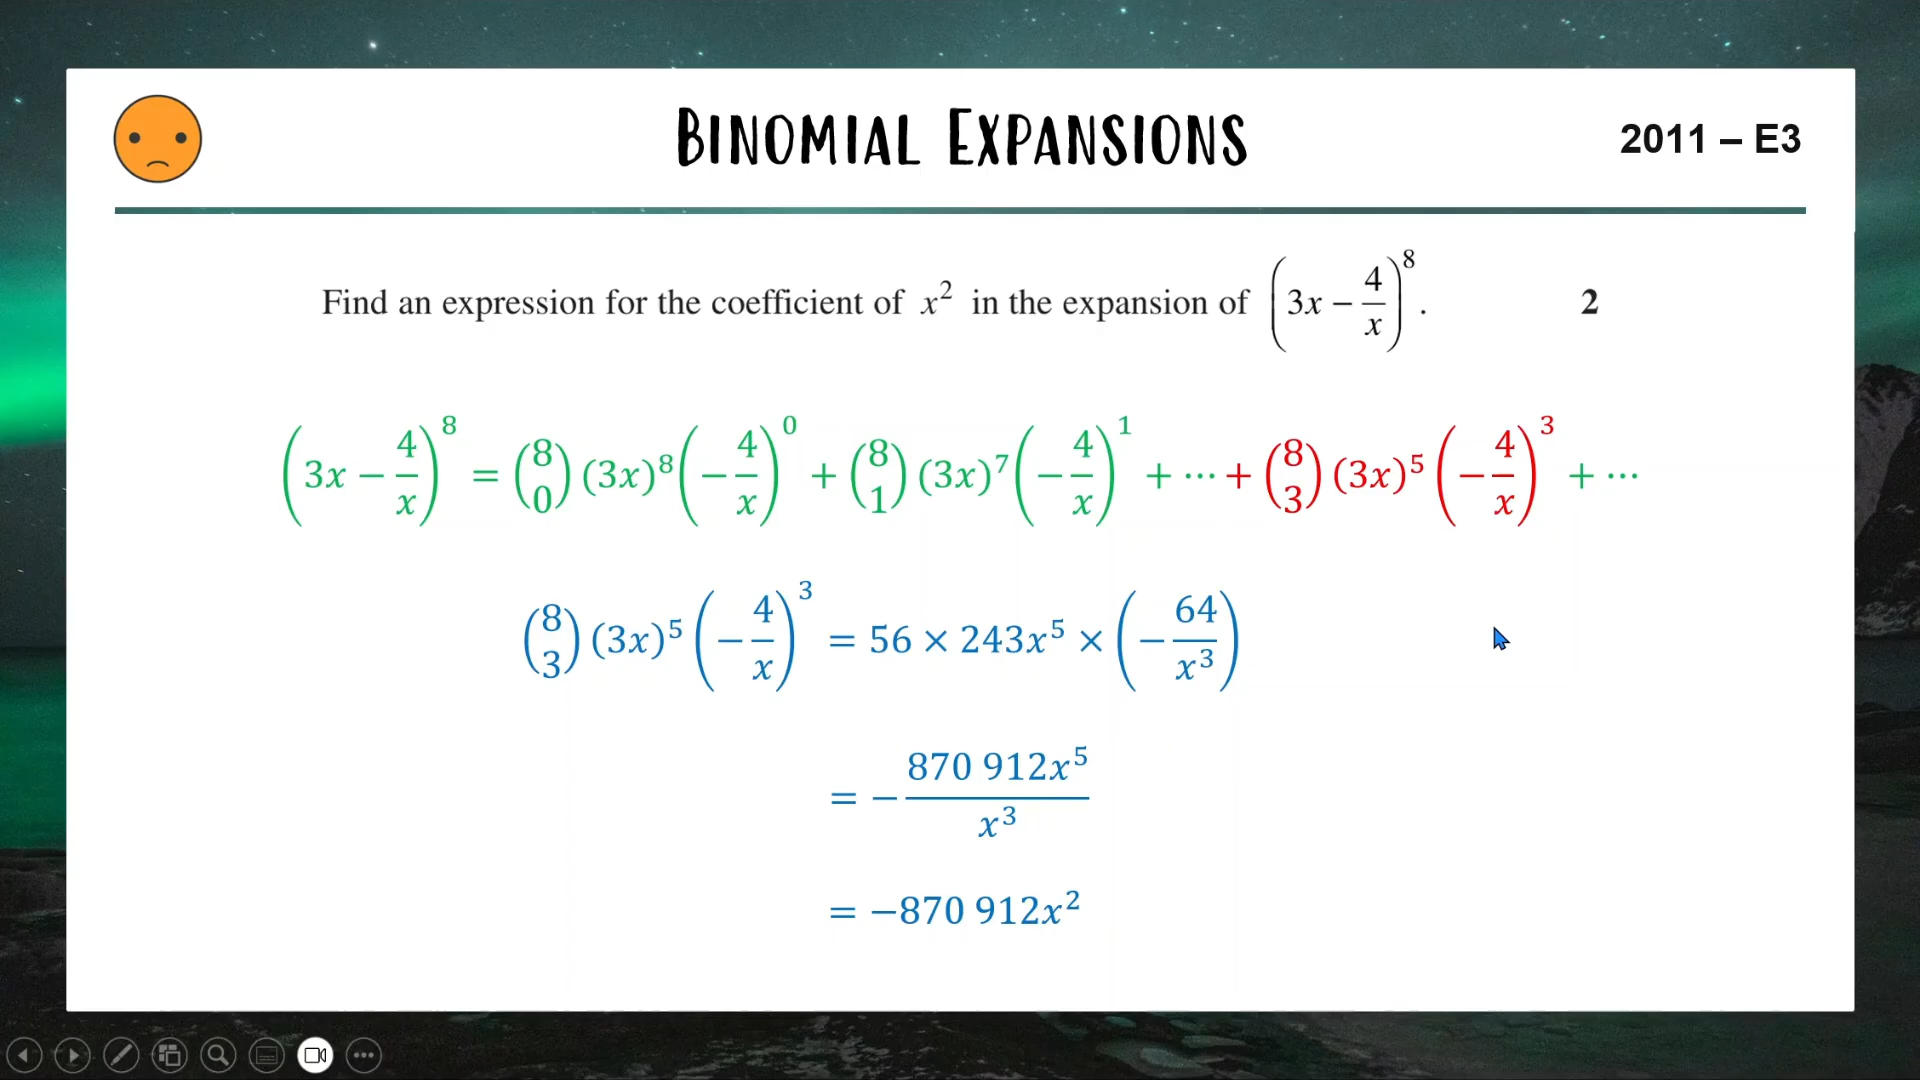 BINOMIAL EXPANSIONS
2011 – E3
Find an expression for the coefficient of x² in the expansion of (3x − 4/x)⁸. 2
(3x − 4/x)⁸ = (8 0)(3x)⁸(−4/x)⁰ + (8 1)(3x)⁷(−4/x)¹ + ⋯ + (8 3)(3x)⁵(−4/x)³ + ⋯
(8 3)(3x)⁵(−4/x)³ = 56 × 243x⁵ × (−64/x³)
= −870 912x⁵/x³
= −870 912x²